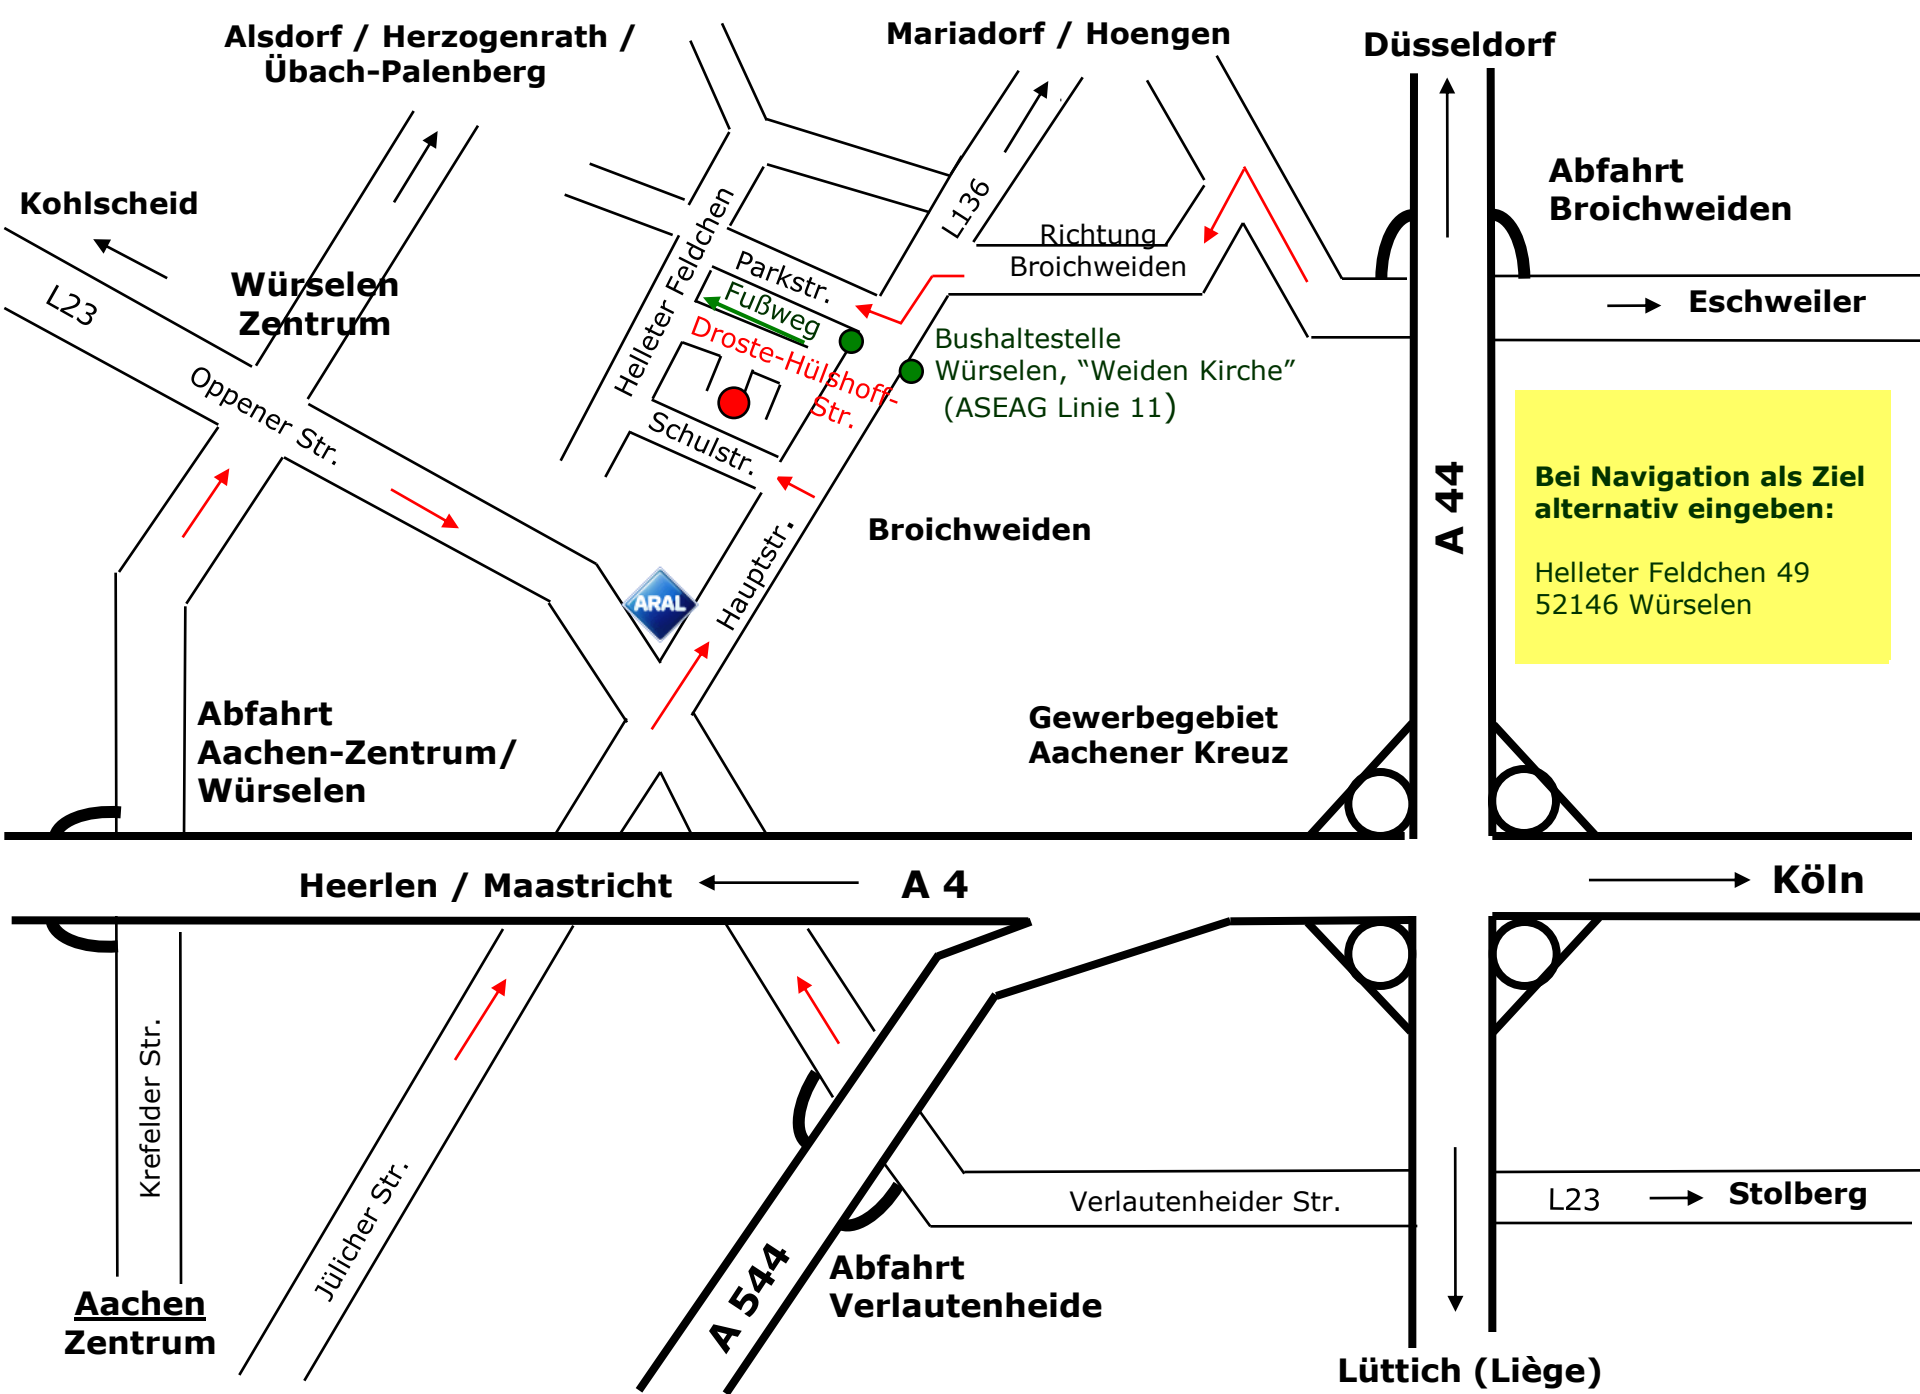 Alsdorf / Herzogenrath /
Übach-Palenberg
Mariadorf / Hoengen
Düsseldorf
Kohlscheid
L23
Würselen
Zentrum
Oppener Str.
Helleter Feldchen
Parkstr.
Fußweg
Droste-Hülshoff-
Str.
Schulstr.
L136
Richtung
Broichweiden
Abfahrt
Broichweiden
Eschweiler
Bushaltestelle
Würselen, “Weiden Kirche”
(ASEAG Linie 11)
A 44
Bei Navigation als Ziel
alternativ eingeben:
Helleter Feldchen 49
52146 Würselen
Broichweiden
ARAL
Hauptstr.
Abfahrt
Aachen-Zentrum/
Würselen
Gewerbegebiet
Aachener Kreuz
Heerlen / Maastricht
A 4
Köln
Krefelder Str.
Jülicher Str.
Verlautenheider Str.
L23
Stolberg
A 544
Abfahrt
Verlautenheide
Aachen
Zentrum
Lüttich (Liège)